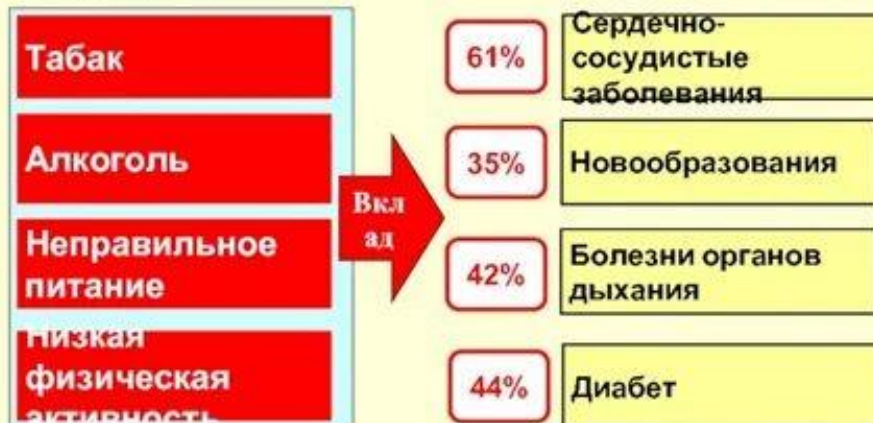 Табак
Алкоголь
Неправильное
питание
Низкая
физическая
активность
Вкл
ад
61%
Сердечно-
сосудистые
заболевания
35%
Новообразования
42%
Болезни органов
дыхания
44%
Диабет